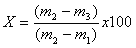 X = (m₂ − m₃) / (m₂ − m₁) x100